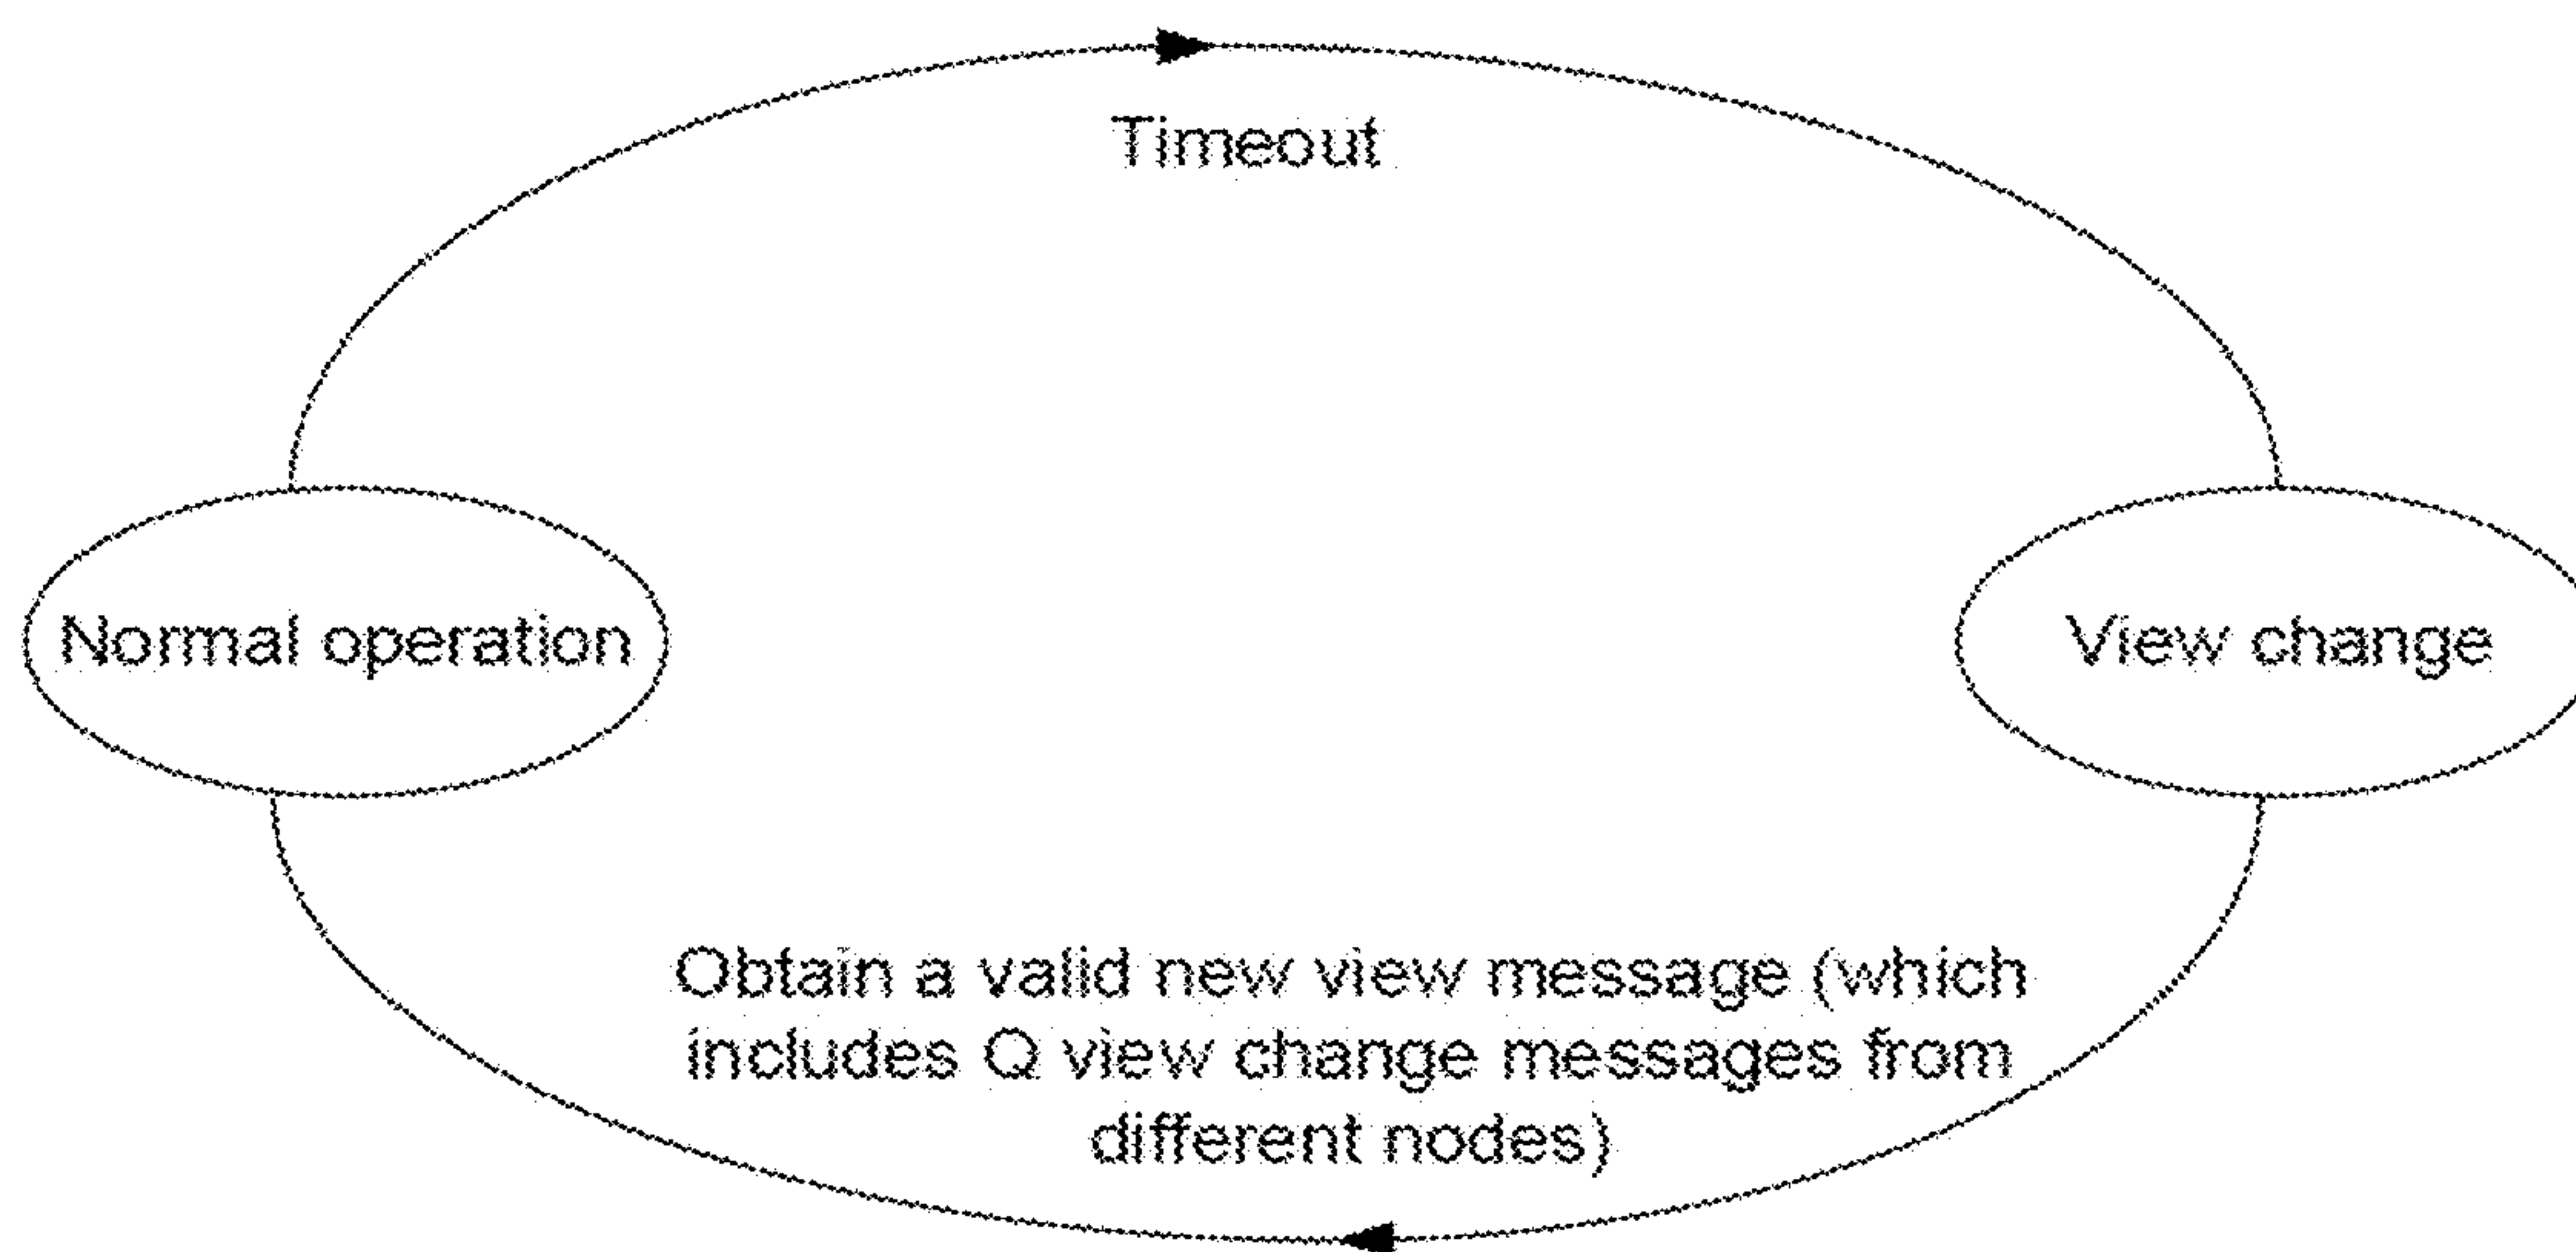 Timeout
Normal operation
View change
Obtain a valid new view message (which
includes Q view change messages from
different nodes)